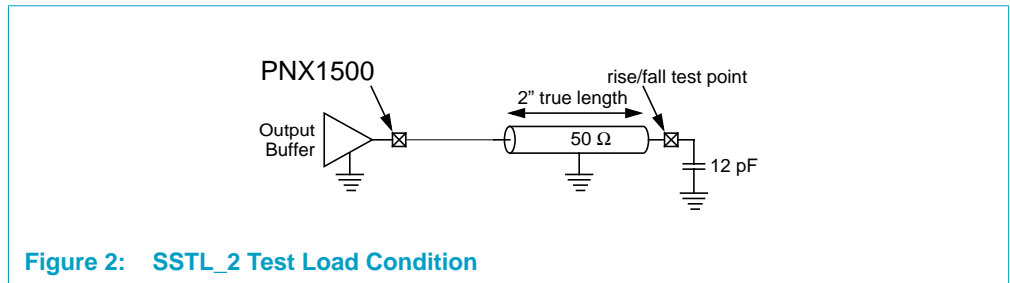 PNX1500
rise/fall test point
2” true length
Output
Buffer
50 Ω
12 pF
Figure 2: SSTL_2 Test Load Condition